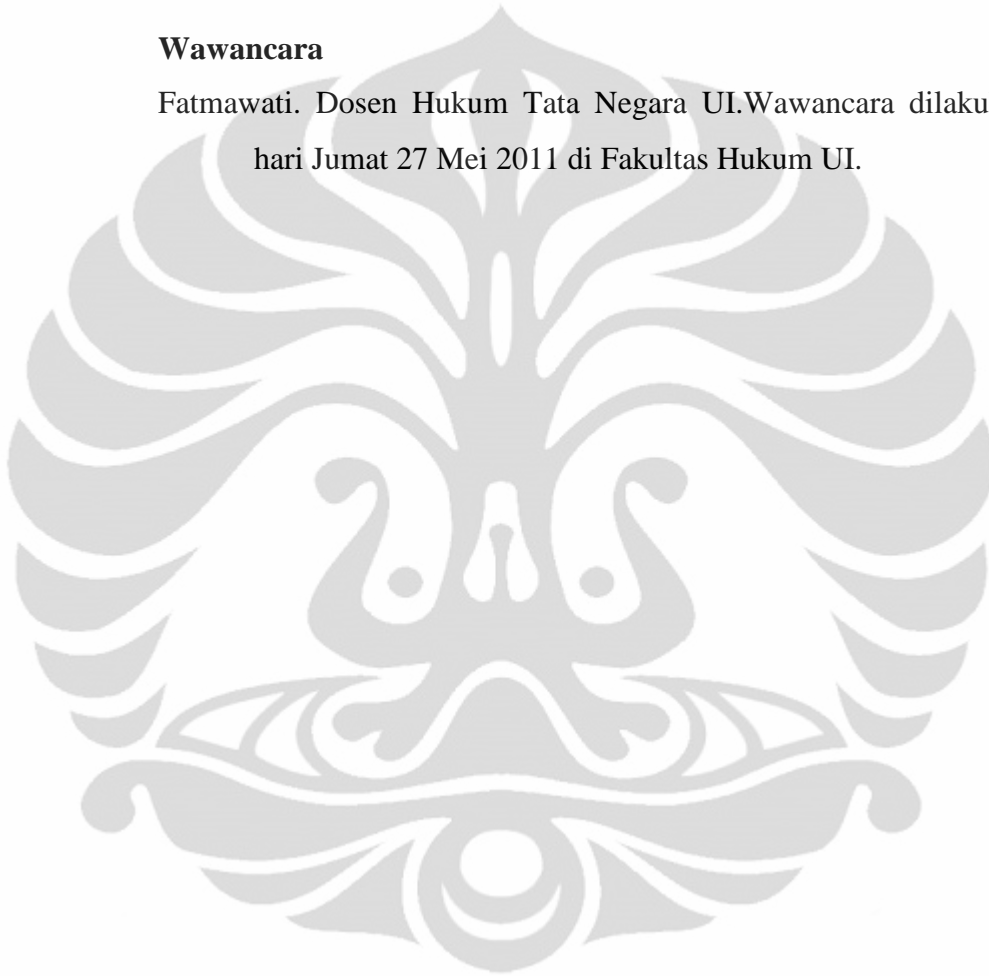 Wawancara
Fatmawati. Dosen Hukum Tata Negara UI.Wawancara dilaku
hari Jumat 27 Mei 2011 di Fakultas Hukum UI.